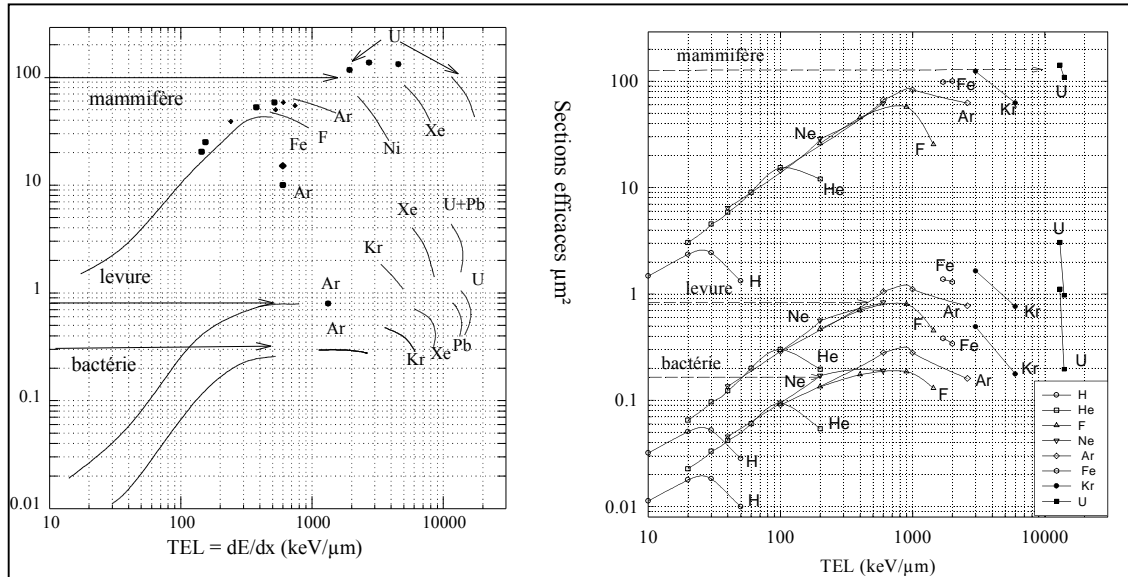 U
100
mammifère
Ar
Xe
F
Fe
Ni
10
Ar
Xe
U+Pb
Kr
levure
1
U
Ar
Ar
bactérie
Kr
Xe
Pb
0.1
0.01
10
100
1000
10000
TEL = dE/dx (keV/µm)
Sections efficaces µm²
mammifère
100
Fe
U
Ne
Ar
Kr
F
10
He
U
Fe
levure
H
1
Ne
Ar
Kr
F
Fe
bactérie
He
Ne
U
Ar
F
0.1
He
H
H
0.01
H
He
F
Ne
Ar
Fe
Kr
U
10
100
1000
10000
TEL (keV/µm)